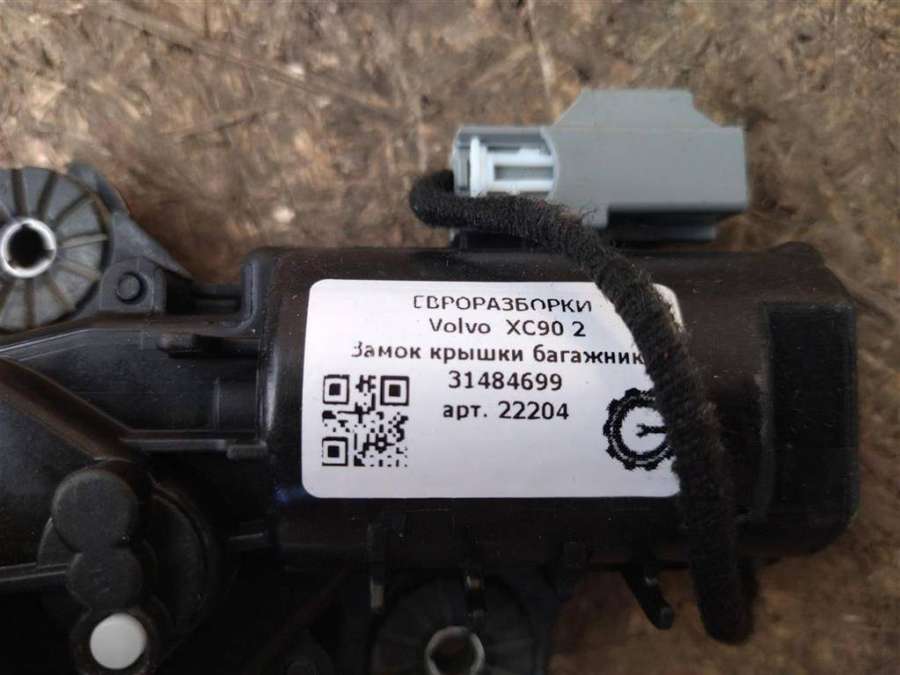 ЕВРОРАЗБОРКИ
Volvo XC90 2
Замок крышки багажник
31484699
арт. 22204